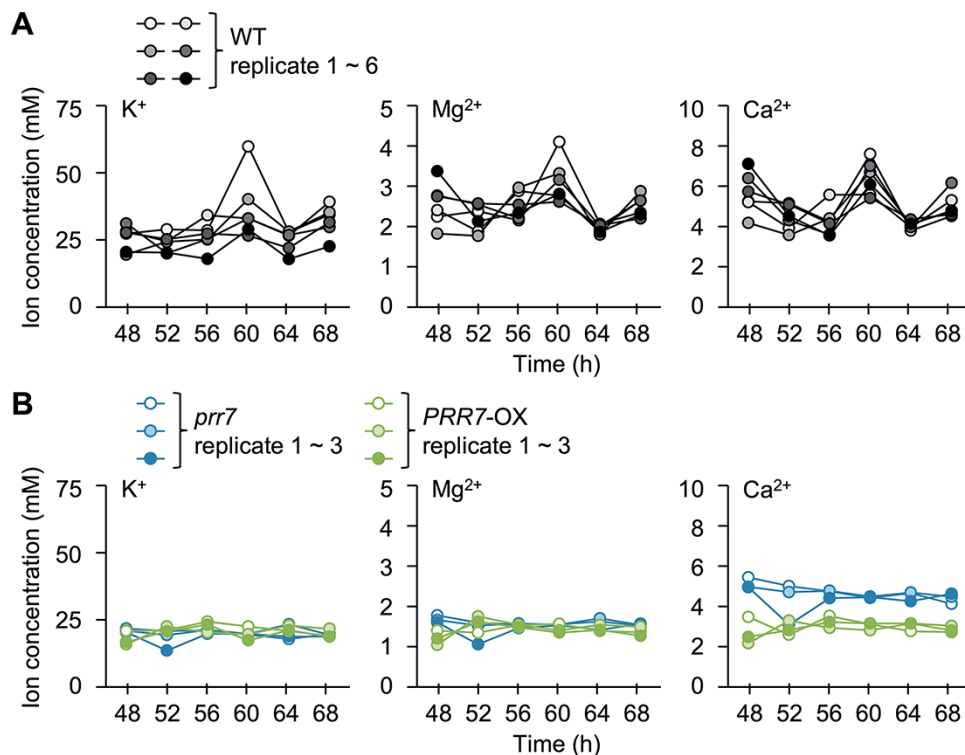 A
WT
replicate 1 ~ 6
Ion concentration (mM)
K⁺
75
50
25
0
48 52 56 60 64 68
Mg²⁺
5
4
3
2
1
0
48 52 56 60 64 68
Time (h)
Ca²⁺
10
8
6
4
2
0
48 52 56 60 64 68
B
prr7
replicate 1 ~ 3
PRR7-OX
replicate 1 ~ 3
Ion concentration (mM)
K⁺
75
50
25
0
48 52 56 60 64 68
Mg²⁺
5
4
3
2
1
0
48 52 56 60 64 68
Time (h)
Ca²⁺
10
8
6
4
2
0
48 52 56 60 64 68